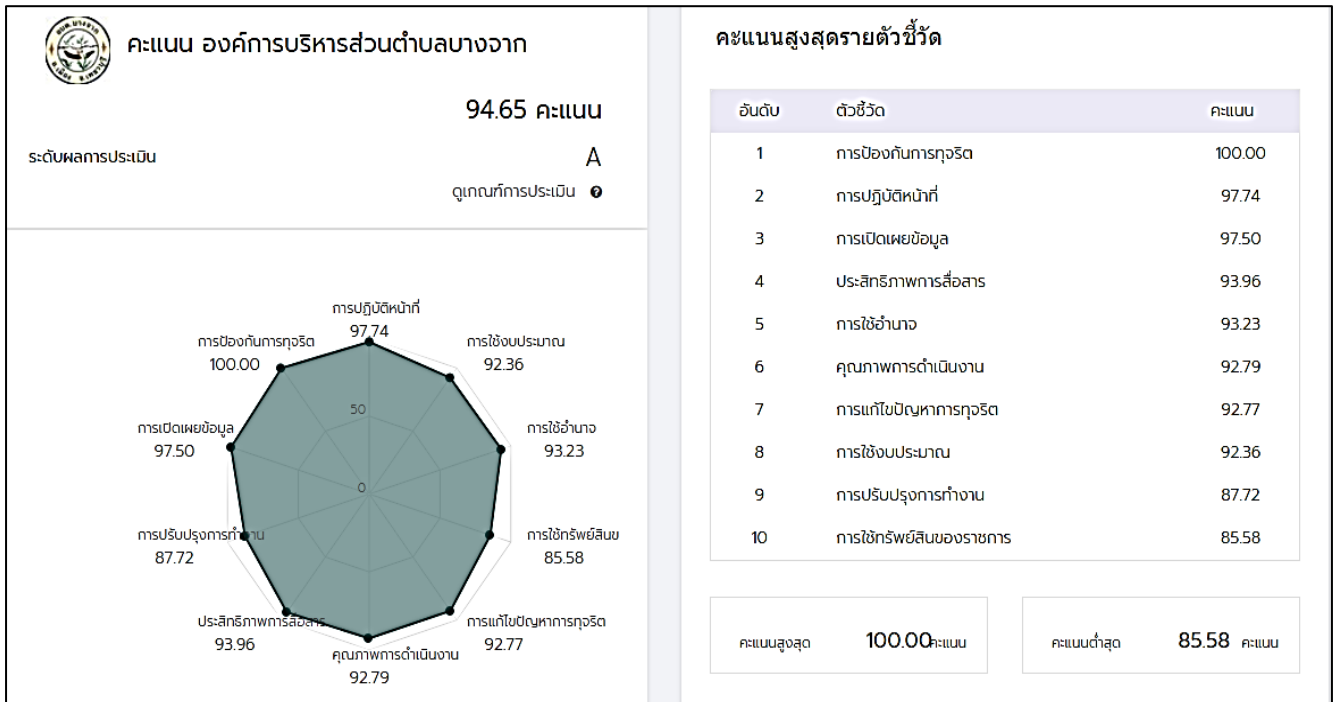 คะแนน องค์การบริหารส่วนตำบลบางจาก
94.65 คะแนน
ระดับผลการประเมิน A
ดูเกณฑ์การประเมิน
การปฏิบัติหน้าที่
97.74
การใช้งบประมาณ
92.36
การใช้อำนาจ
93.23
การใช้ทรัพย์สินข
85.58
การแก้ไขปัญหาการทุจริต
92.77
คุณภาพการดำเนินงาน
92.79
ประสิทธิภาพการสื่อสาร
93.96
การปรับปรุงการทำงาน
87.72
การเปิดเผยข้อมูล
97.50
การป้องกันการทุจริต
100.00
50
0
คะแนนสูงสุดรายตัวชี้วัด
อันดับ ตัวชี้วัด คะแนน
1 การป้องกันการทุจริต 100.00
2 การปฏิบัติหน้าที่ 97.74
3 การเปิดเผยข้อมูล 97.50
4 ประสิทธิภาพการสื่อสาร 93.96
5 การใช้อำนาจ 93.23
6 คุณภาพการดำเนินงาน 92.79
7 การแก้ไขปัญหาการทุจริต 92.77
8 การใช้งบประมาณ 92.36
9 การปรับปรุงการทำงาน 87.72
10 การใช้ทรัพย์สินของราชการ 85.58
คะแนนสูงสุด 100.00 คะแนน
คะแนนต่ำสุด 85.58 คะแนน